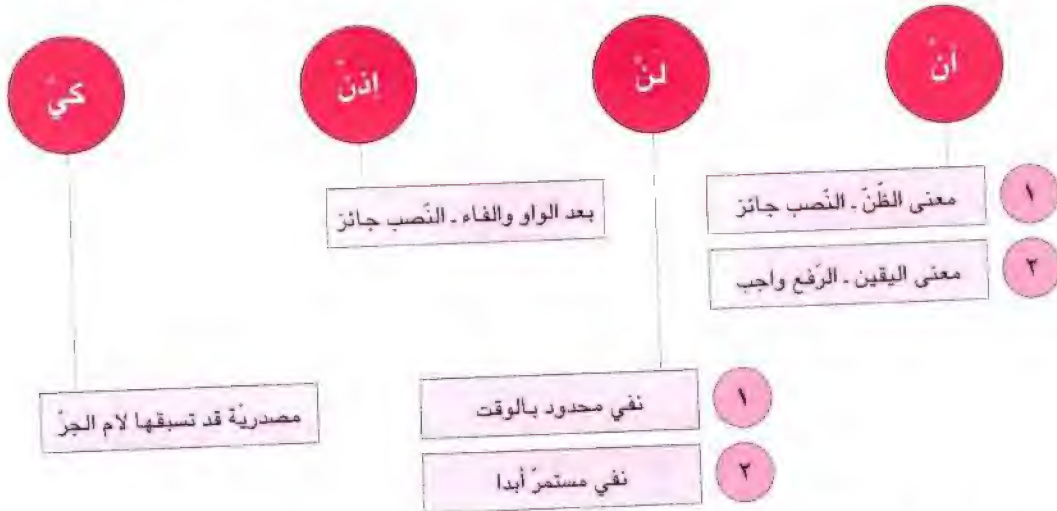 أنْ
لنْ
إذنْ
كيْ
١
معنى الظّنّ ـ النّصب جائز
٢
معنى اليقين ـ الرّفع واجب
بعد الواو والفاء ـ النّصب جائز
١
نفي محدود بالوقت
٢
نفي مستمرّ أبدا
مصدريّة قد تسبقها لام الجرّ